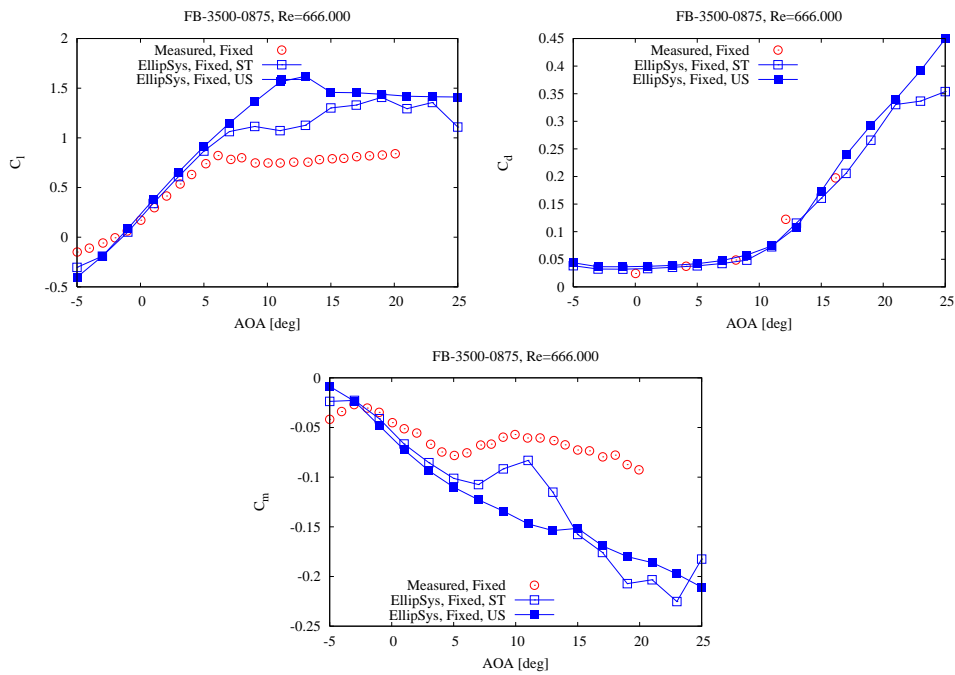 FB-3500-0875, Re=666.000
Measured, Fixed
EllipSys, Fixed, ST
EllipSys, Fixed, US
2
1.5
1
0.5
0
-0.5
C_l
-5 0 5 10 15 20 25
AOA [deg]
FB-3500-0875, Re=666.000
Measured, Fixed
EllipSys, Fixed, ST
EllipSys, Fixed, US
0.45
0.4
0.35
0.3
0.25
0.2
0.15
0.1
0.05
0
C_d
-5 0 5 10 15 20 25
AOA [deg]
FB-3500-0875, Re=666.000
0
-0.05
-0.1
-0.15
-0.2
-0.25
C_m
Measured, Fixed
EllipSys, Fixed, ST
EllipSys, Fixed, US
-5 0 5 10 15 20 25
AOA [deg]